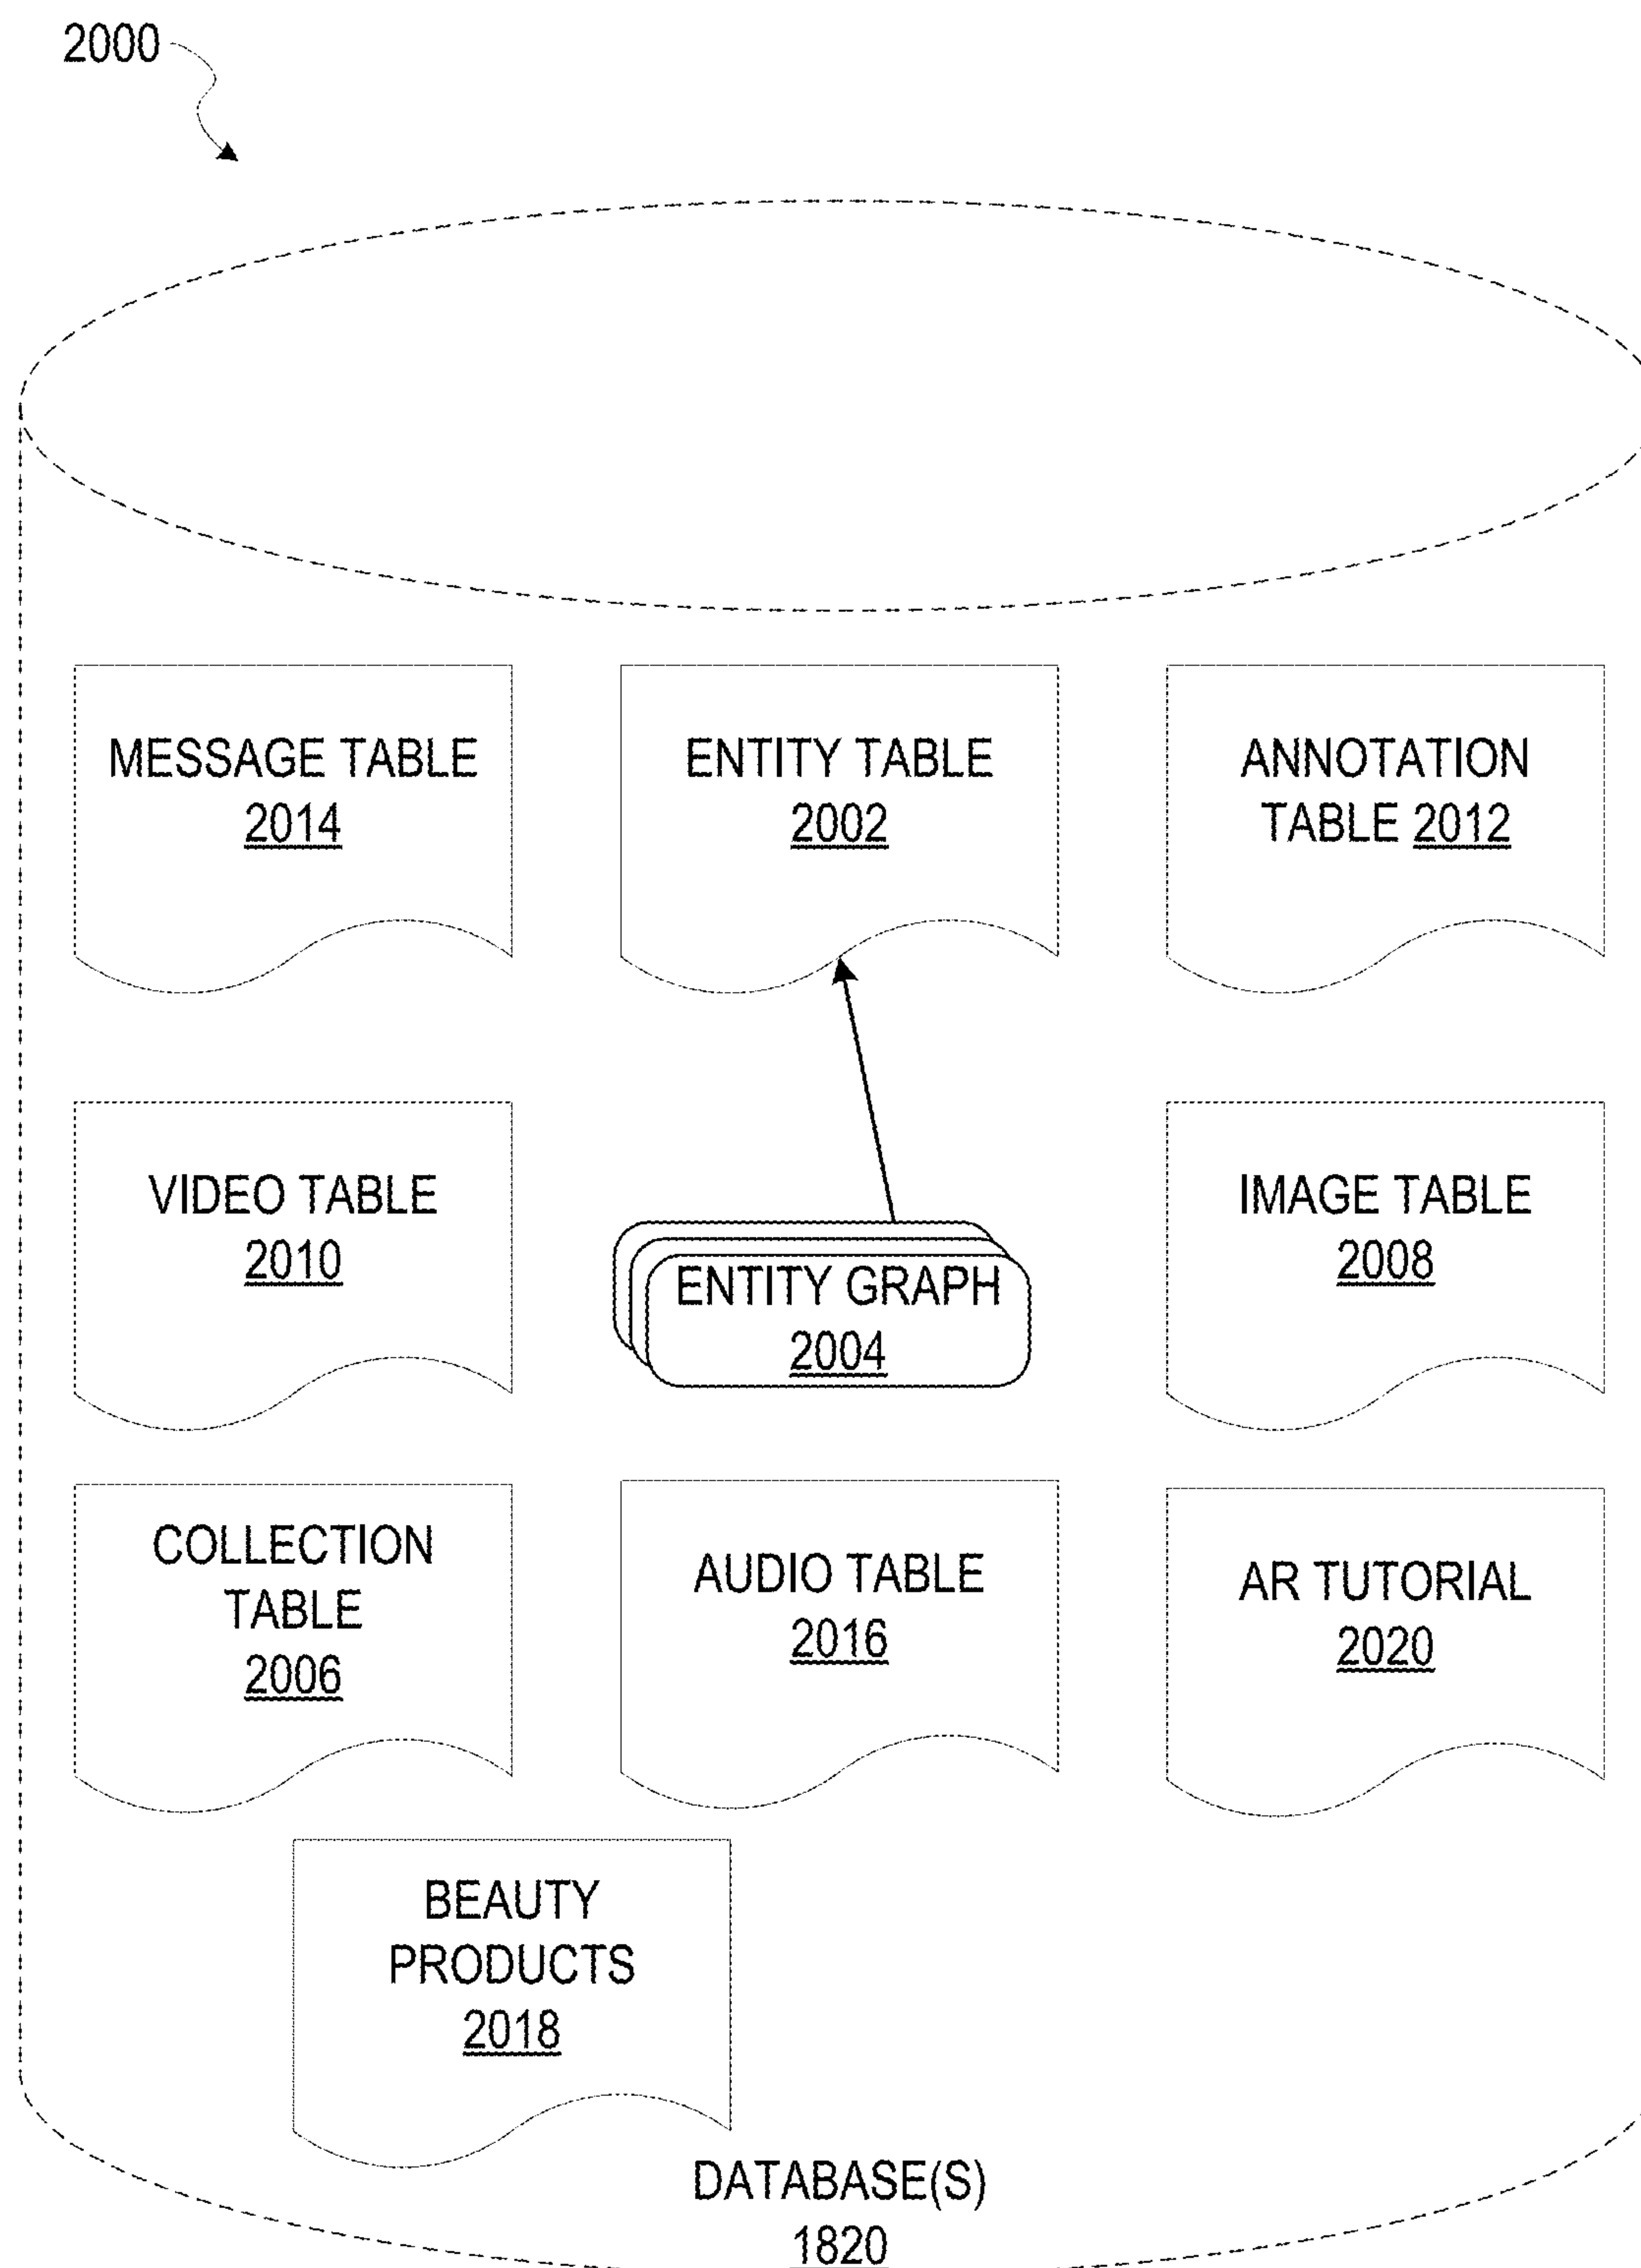 2000
MESSAGE TABLE
2014
ENTITY TABLE
2002
ANNOTATION
TABLE 2012
VIDEO TABLE
2010
ENTITY GRAPH
2004
IMAGE TABLE
2008
COLLECTION
TABLE
2006
AUDIO TABLE
2016
AR TUTORIAL
2020
BEAUTY
PRODUCTS
2018
DATABASE(S)
1820